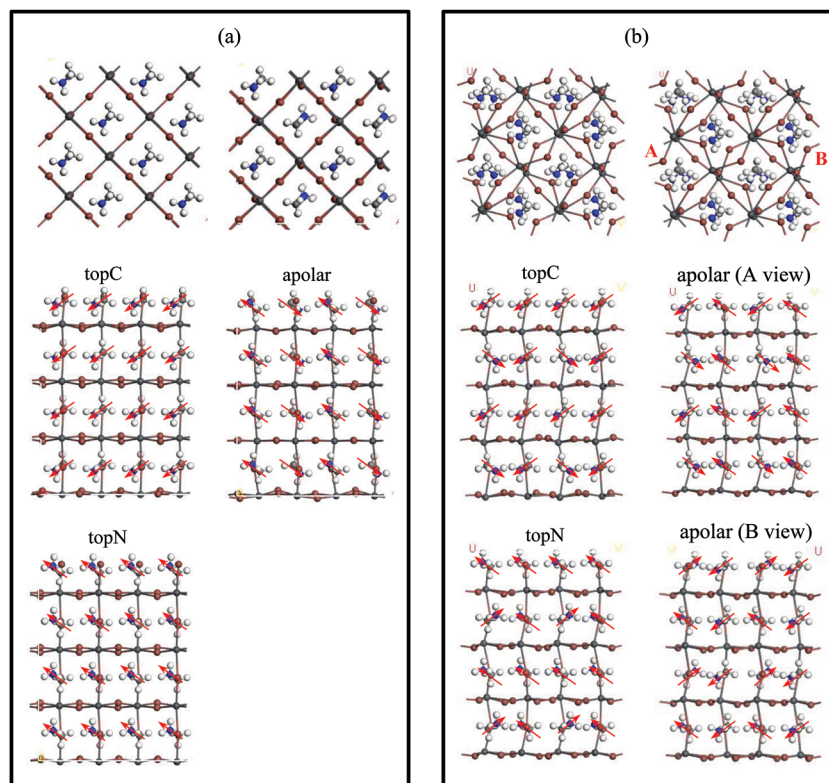 (a)
(b)
U
U
A
B
topC
apolar
topC
apolar (A view)
U
U
topN
topN
apolar (B view)
U
U